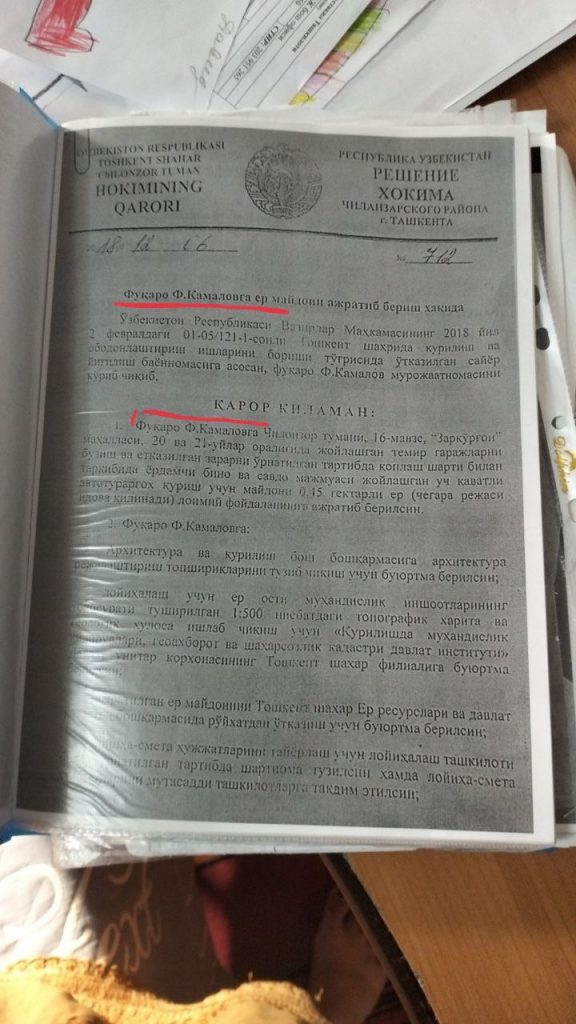 СТИР: 203 951 265
O'ZBEKISTON RESPUBLIKASI
TOSHKENT SHAHAR
CHILONZOR TUMAN
HOKIMINING
QARORI
РЕСПУБЛИКА УЗБЕКИСТАН
РЕШЕНИЕ
ХОКИМА
ЧИЛАНЗАРСКОГО РАЙОНА
г. ТАШКЕНТА
18 12 06
№ 712
Фуқаро Ф.Камаловга ер майдони ажратиб бериш ҳақида
Ўзбекистон Республикаси Вазирлар Маҳкамасининг 2018 йил
2 февралдаги 01-05/121-1-сонли Тошкент шаҳрида қурилиш ва
ободонлаштириш ишларини бориши тўғрисида ўтказилган сайёр
йиғилиш баённомасига асосан, фуқаро Ф.Камалов мурожаатномасини
кўриб чиқиб,
ҚАРОР ҚИЛАМАН:
1. Фуқаро Ф.Камаловга Чилонзор тумани, 16-мавзе, “Зарқўрғон”
маҳалласи, 20 ва 21-уйлар оралиғида жойлашган темир гаражларни
бузиш ва етказилган зарарни ўрнатилган тартибда қоплаш шарти билан
таркибида ёрдамчи бино ва савдо мажмуаси жойлашган уч қаватли
автотураргоҳ қуриш учун майдони 0,45 гектарли ер (чегара режаси
илова қилинади) доимий фойдаланишга ажратиб берилсин.
2. Фуқаро Ф.Камаловга:
Архитектура ва қурилиш бош бошқармасига архитектура
топшириқларини тузиб чиқиш учун буюртма берилсин;
лойиҳалаш учун ер ости муҳандислик иншоотларининг
туширилган 1:500 нисбатдаги топографик харита ва
хулоса ишлаб чиқиш учун «Қурилишда муҳандислик
геоахборот ва шаҳарсозлик кадастри давлат институти»
унитар корхонасининг Тошкент шаҳар филиалига буюртма
ер майдонини Тошкент шаҳар Ер ресурслари ва давлат
рўйхатдан ўтказиш учун буюртма берилсин;
ҳужжатларини тайёрлаш учун лойиҳалаш ташкилоти
тартибда шартнома тузилсин ҳамда лойиҳа-смета
мутасадди ташкилотларга тақдим этилсин;